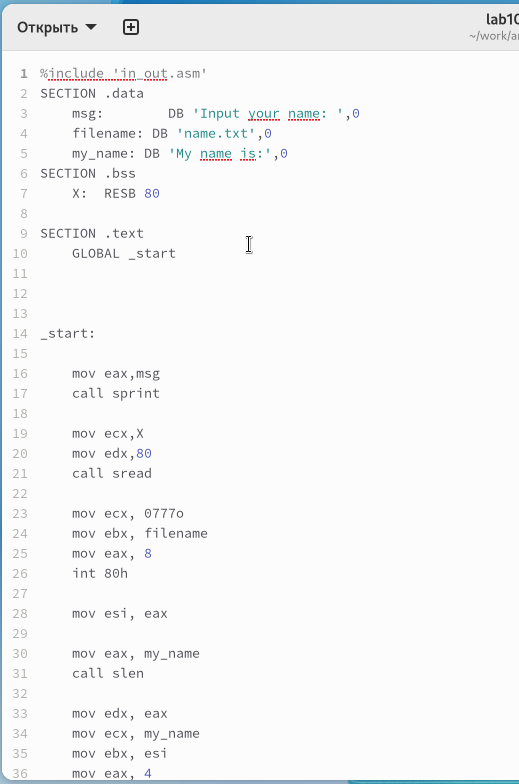 Открыть
lab10
~/work/ar
1 %include 'in_out.asm'
2 SECTION .data
3     msg:        DB 'Input your name: ',0
4     filename: DB 'name.txt',0
5     my_name: DB 'My name is:',0
6 SECTION .bss
7     X:  RESB 80
8
9 SECTION .text
10     GLOBAL _start
11
12
13
14 _start:
15
16     mov eax,msg
17     call sprint
18
19     mov ecx,X
20     mov edx,80
21     call sread
22
23     mov ecx, 0777o
24     mov ebx, filename
25     mov eax, 8
26     int 80h
27
28     mov esi, eax
29
30     mov eax, my_name
31     call slen
32
33     mov edx, eax
34     mov ecx, my_name
35     mov ebx, esi
36     mov eax, 4